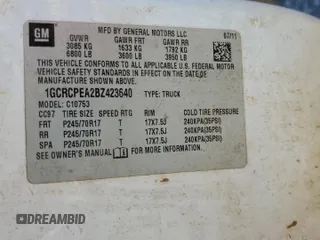 GM
MFD BY GENERAL MOTORS LLC 07/11
GVWR GAWR FRT GAWR RR
3085 KG 1633 KG 1792 KG
6800 LB 3600 LB 3950 LB
THIS VEHICLE CONFORMS TO ALL APPLICABLE U.S.
FEDERAL MOTOR VEHICLE SAFETY AND THEFT
PREVENTION STANDARDS IN EFFECT ON THE DATE
OF MANUFACTURE SHOWN ABOVE.
1GCRCPEA2BZ423640 TYPE: TRUCK
MODEL: C10753
CC97 TIRE SIZE SPEED RTG RIM COLD TIRE PRESSURE
FRT P245/70R17 T 17X7.5J 240KPA(35PSI)
RR P245/70R17 T 17X7.5J 240KPA(35PSI)
SPA P245/70R17 T 17X7.5J 240KPA(35PSI)
SEE OWNER'S MANUAL FOR MORE INFORMATION
DREAMBID